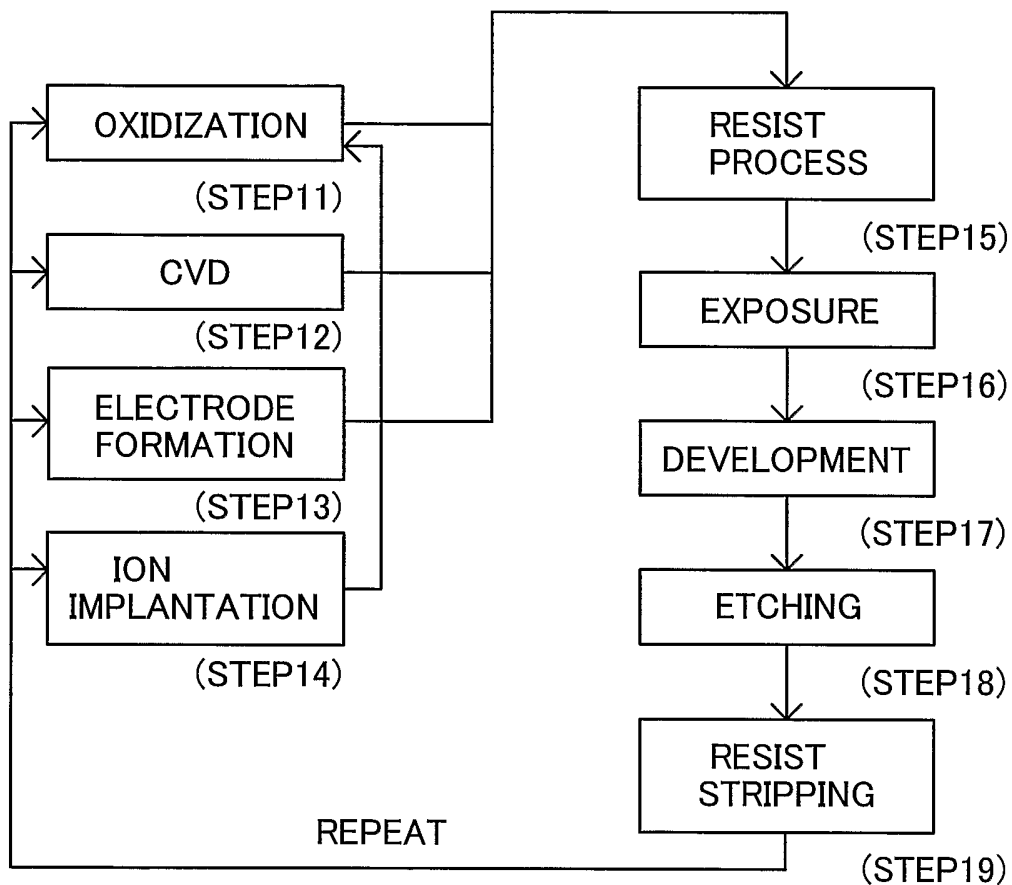 OXIDIZATION
(STEP11)
CVD
(STEP12)
ELECTRODE
FORMATION
(STEP13)
ION
IMPLANTATION
(STEP14)
RESIST
PROCESS
(STEP15)
EXPOSURE
(STEP16)
DEVELOPMENT
(STEP17)
ETCHING
(STEP18)
RESIST
STRIPPING
(STEP19)
REPEAT